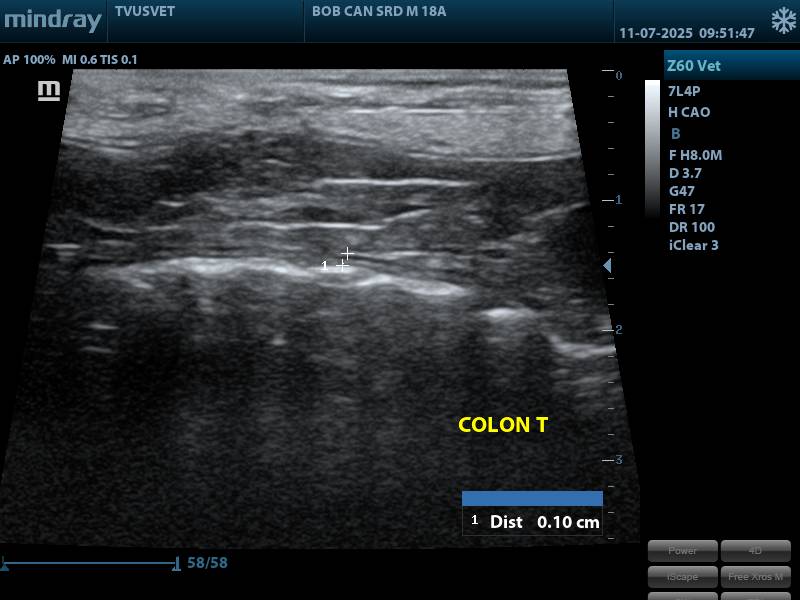 mindray
TVUSVET
BOB CAN SRD M 18A
11-07-2025 09:51:47
AP 100% MI 0.6 TIS 0.1
m
Z60 Vet
7L4P
H CAO
B
F H8.0M
D 3.7
G47
FR 17
DR 100
iClear 3
0
1
2
3
1
COLON T
1 Dist 0.10 cm
58/58
Power
4D
iScape
Free Xros M